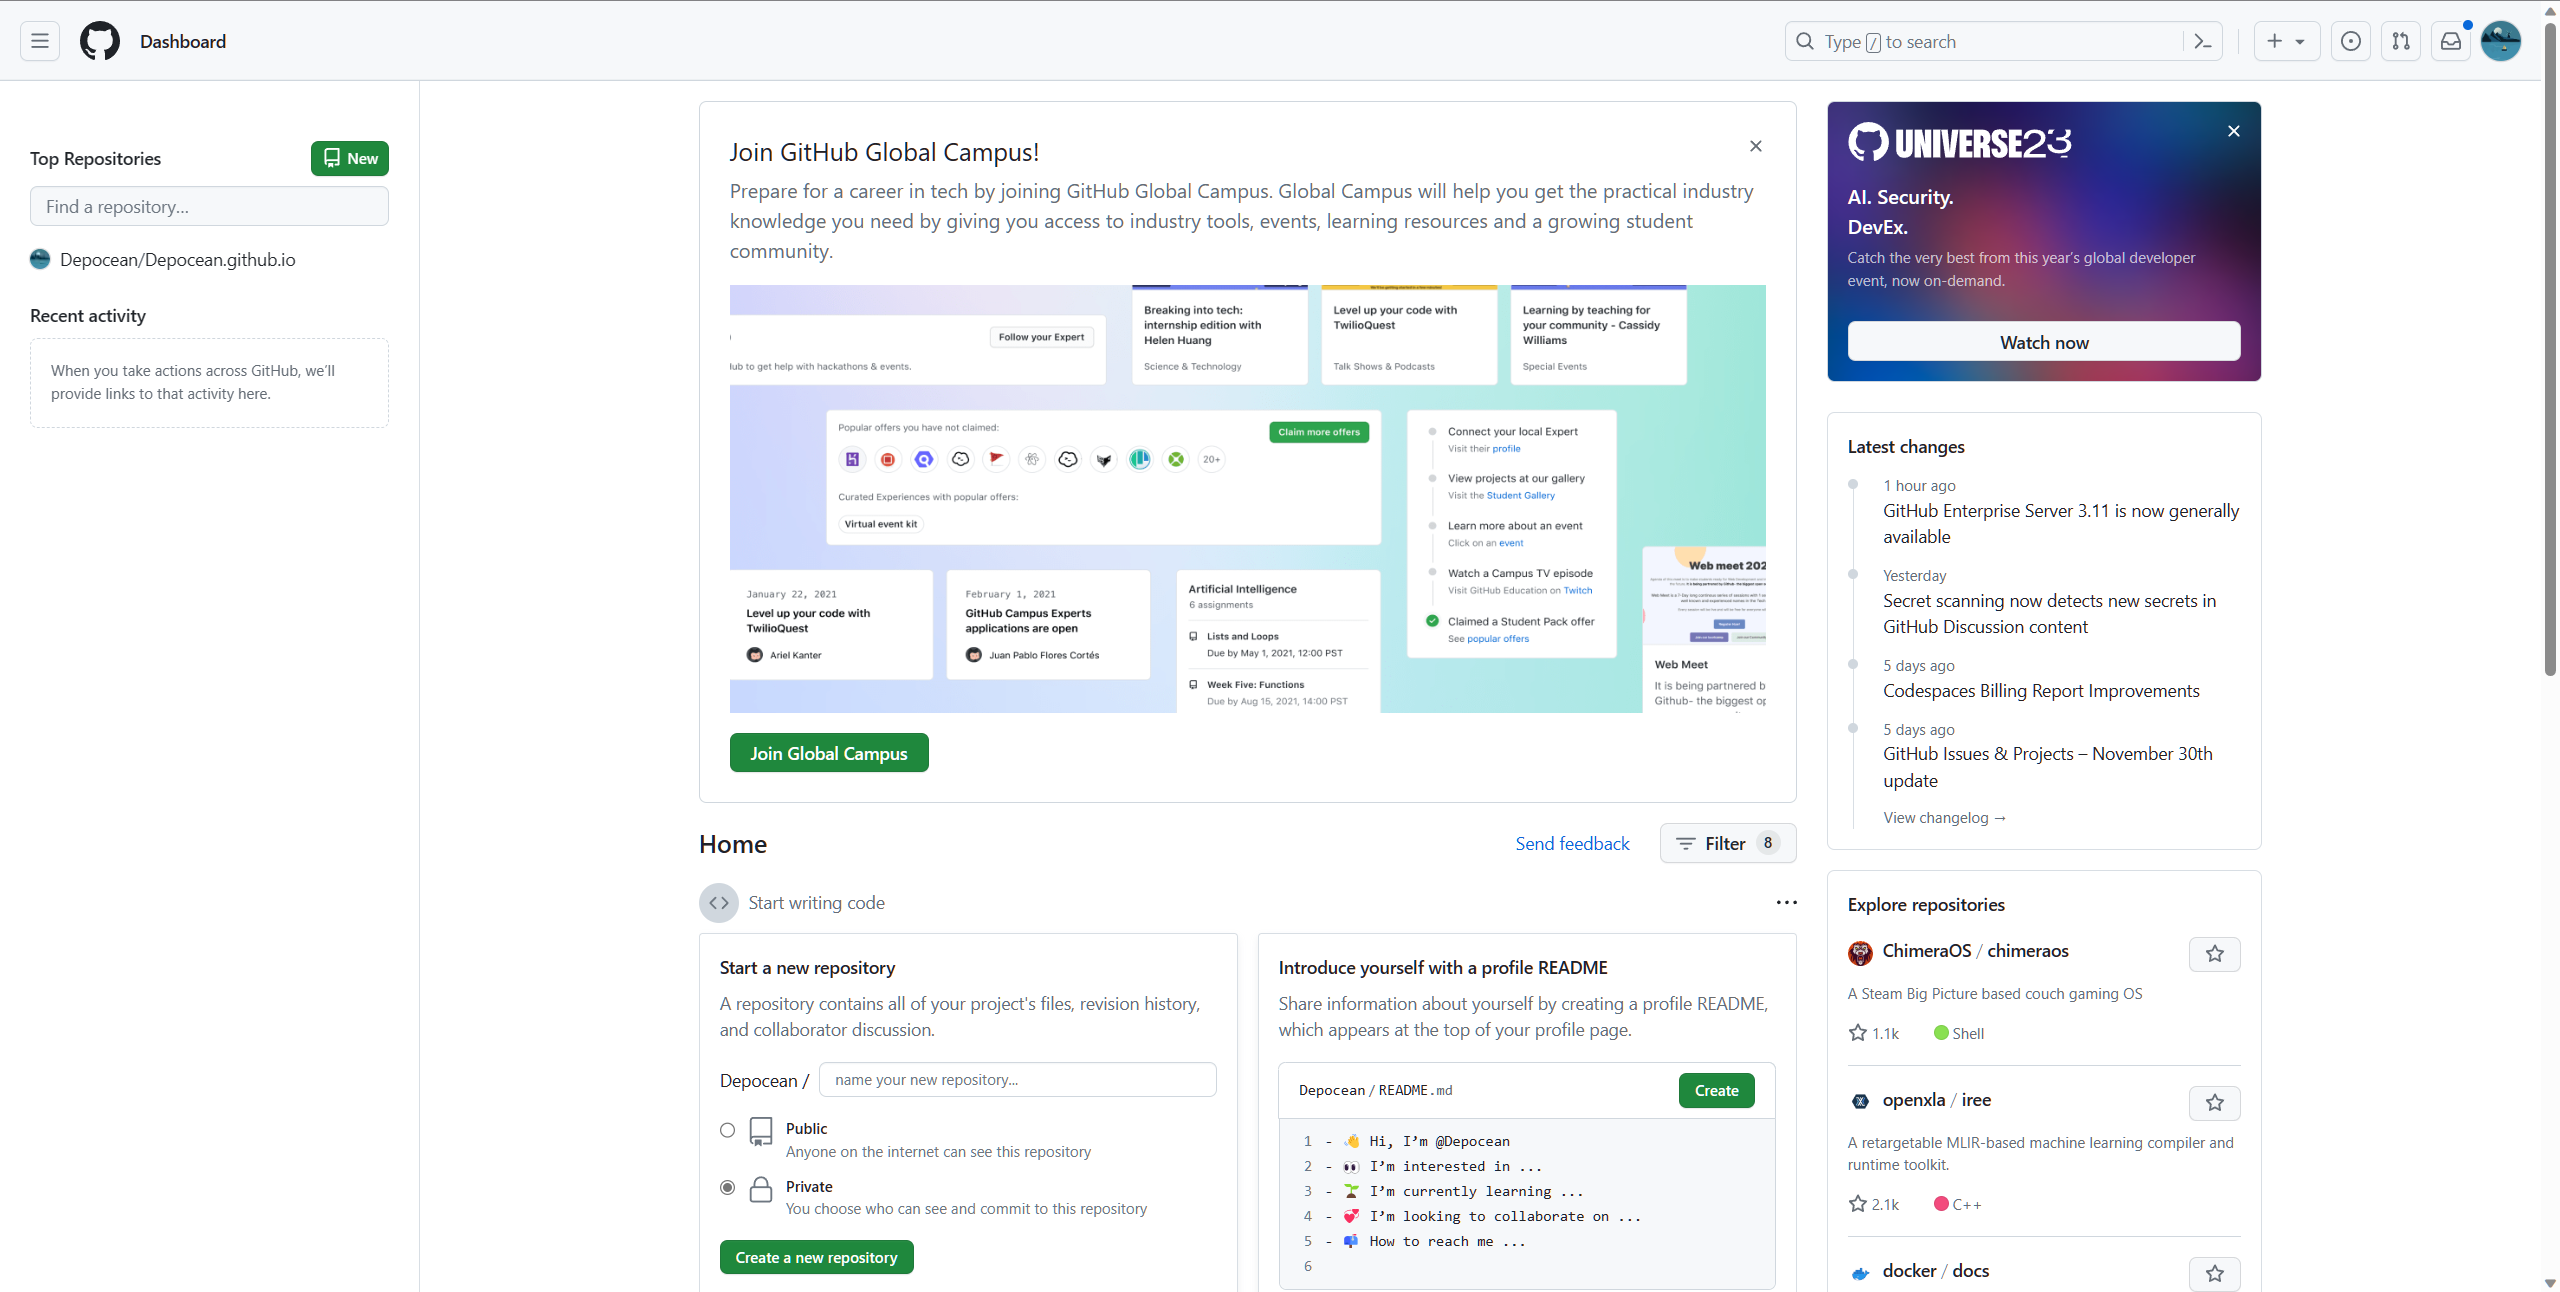 Dashboard
Type / to search
Top Repositories
New
Find a repository…
Depocean/Depocean.github.io
Recent activity
When you take actions across GitHub, we’ll
provide links to that activity here.
Join GitHub Global Campus!
Prepare for a career in tech by joining GitHub Global Campus. Global Campus will help you get the practical industry
knowledge you need by giving you access to industry tools, events, learning resources and a growing student
community.
Follow your Expert
to get help with hackathons & events.
Breaking into tech:
internship edition with
Helen Huang
Science & Technology
Level up your code with
TwilioQuest
Talk Shows & Podcasts
Learning by teaching for
your community - Cassidy
Williams
Special Events
Popular offers you have not claimed:
Claim more offers
20+
Curated Experiences with popular offers:
Virtual event kit
Connect your local Expert
Visit their profile
View projects at our gallery
Visit the Student Gallery
Learn more about an event
Click on an event
Watch a Campus TV episode
Visit GitHub Education on Twitch
Claimed a Student Pack offer
See popular offers
January 22, 2021
Level up your code with
TwilioQuest
Ariel Kanter
February 1, 2021
GitHub Campus Experts
applications are open
Juan Pablo Flores Cortés
Artificial Intelligence
6 assignments
Lists and Loops
Due by May 1, 2021, 12:00 PST
Week Five: Functions
Due by Aug 15, 2021, 14:00 PST
Web meet 202
Web Meet
It is being partnered b
Github- the biggest op
Join Global Campus
Home
Send feedback
Filter 8
Start writing code
Start a new repository
A repository contains all of your project's files, revision history,
and collaborator discussion.
Depocean /
name your new repository...
Public
Anyone on the internet can see this repository
Private
You choose who can see and commit to this repository
Create a new repository
Introduce yourself with a profile README
Share information about yourself by creating a profile README,
which appears at the top of your profile page.
Depocean / README.md
Create
1 - 👋 Hi, I’m @Depocean
2 - 👀 I’m interested in ...
3 - 🌱 I’m currently learning ...
4 - 💞️ I’m looking to collaborate on ...
5 - 📫 How to reach me ...
6
UNIVERSE23
AI. Security.
DevEx.
Catch the very best from this year’s global developer
event, now on-demand.
Watch now
Latest changes
1 hour ago
GitHub Enterprise Server 3.11 is now generally
available
Yesterday
Secret scanning now detects new secrets in
GitHub Discussion content
5 days ago
Codespaces Billing Report Improvements
5 days ago
GitHub Issues & Projects – November 30th
update
View changelog →
Explore repositories
ChimeraOS / chimeraos
A Steam Big Picture based couch gaming OS
1.1k
Shell
openxla / iree
A retargetable MLIR-based machine learning compiler and
runtime toolkit.
2.1k
C++
docker / docs